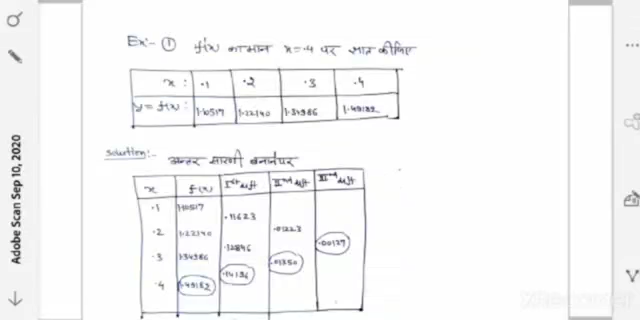 Ex:- ① f'(x) का मान x=.4 पर ज्ञात कीजिए
x : .1 .2 .3 .4
y = f(x) : 1.10517 1.22140 1.34986 1.49182
Solution:- अन्तर सारणी बनाने पर
x f(x) Ist diff IInd diff IIIrd diff
.1 1.10517
.11623
.2 1.22140 .01223
.12846 .00127
.3 1.34986 .01350
.14196
.4 1.49182
Adobe Scan Sep 10, 2020